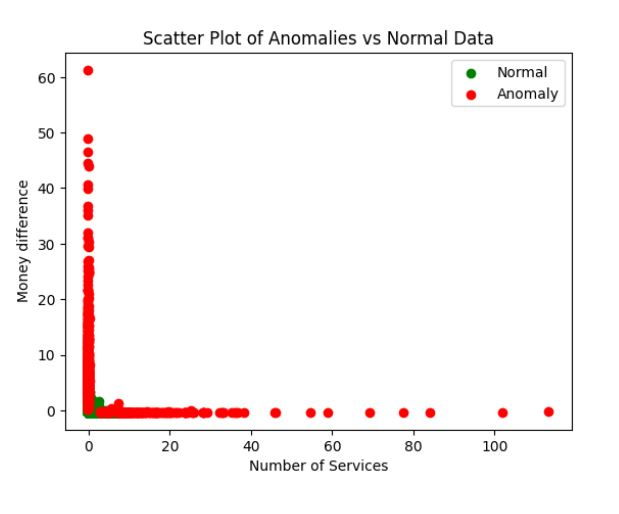 Scatter Plot of Anomalies vs Normal Data
Normal
Anomaly
60
50
40
30
20
10
0
Money difference
0 20 40 60 80 100
Number of Services